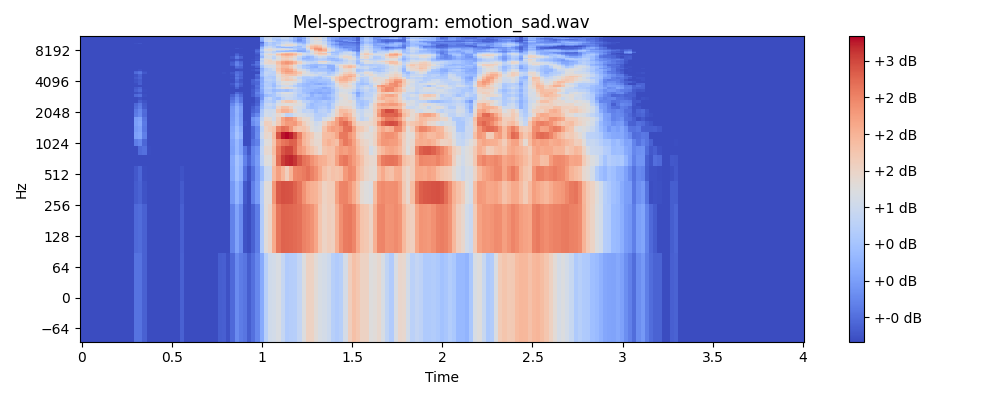 Mel-spectrogram: emotion_sad.wav
8192
4096
2048
1024
512
256
128
64
0
−64
Hz
0 0.5 1 1.5 2 2.5 3 3.5 4
Time
+3 dB
+2 dB
+2 dB
+2 dB
+1 dB
+0 dB
+0 dB
+-0 dB